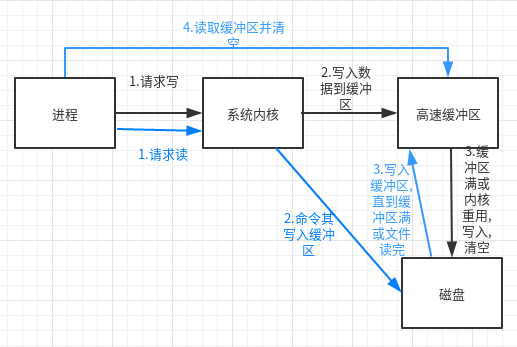 4.读取缓冲区并清
空
1.请求写
2.写入数
据到缓冲
区
进程
系统内核
高速缓冲区
1.请求读
3.写入
缓冲区,
直到缓
冲区满
或文件
读完
3.缓
冲区
满或
内核
重用,
写入,
清空
2.命令其
写入缓冲
区
磁盘